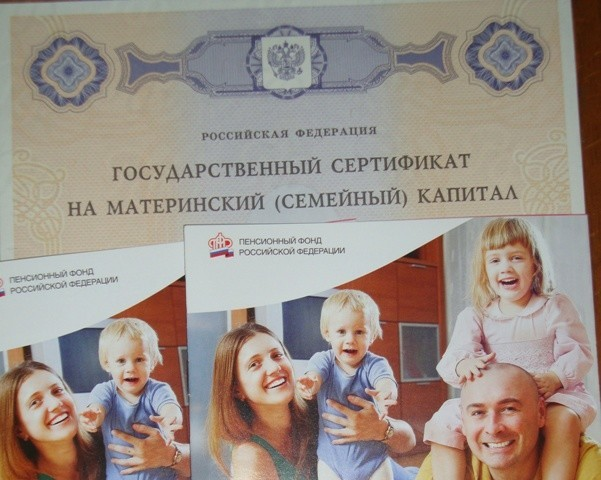 РОССИЙСКАЯ ФЕДЕРАЦИЯ
ГОСУДАРСТВЕННЫЙ СЕРТИФИКАТ
НА МАТЕРИНСКИЙ (СЕМЕЙНЫЙ) КАПИТАЛ
ПЕНСИОННЫЙ ФОНД
РОССИЙСКОЙ ФЕДЕРАЦИИ
ПЕНСИОННЫЙ ФОНД
РОССИЙСКОЙ ФЕДЕРАЦИИ